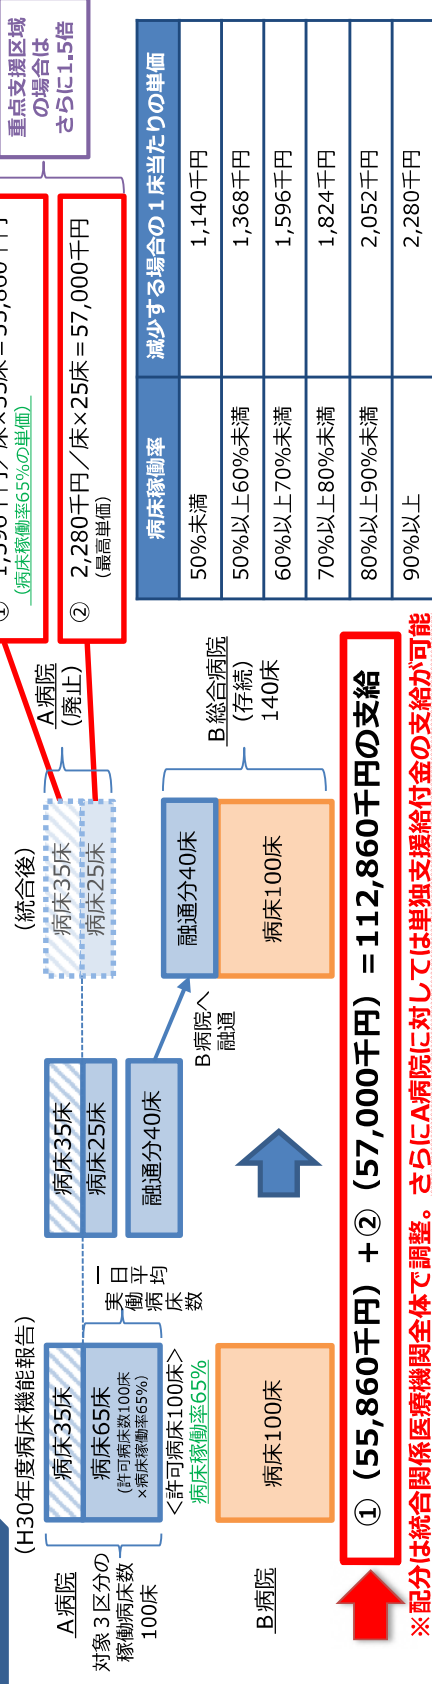 (H30年度病床機能報告)
A病院
対象3区分の
稼働病床数
100床
病床35床
病床65床
(許可病床数100床
×病床稼働率65%)
一日平均
実働病床数
<許可病床100床>
病床稼働率65%
B病院
病床100床
病床35床
病床25床
融通分40床
B病院へ
融通
(統合後)
病床35床
病床25床
A病院
(廃止)
融通分40床
病床100床
B総合病院
(存続)
140床
(病床稼働率65%の単価)
② 2,280千円/床×25床=57,000千円
(最高単価)
重点支援区域
の場合は
さらに1.5倍
病床稼働率 減少する場合の1床当たりの単価
50%未満 1,140千円
50%以上60%未満 1,368千円
60%以上70%未満 1,596千円
70%以上80%未満 1,824千円
80%以上90%未満 2,052千円
90%以上 2,280千円
①(55,860千円)+②(57,000千円)=112,860千円の支給
※配分は統合関係医療機関全体で調整。さらにA病院に対しては単独支援給付金の支給が可能